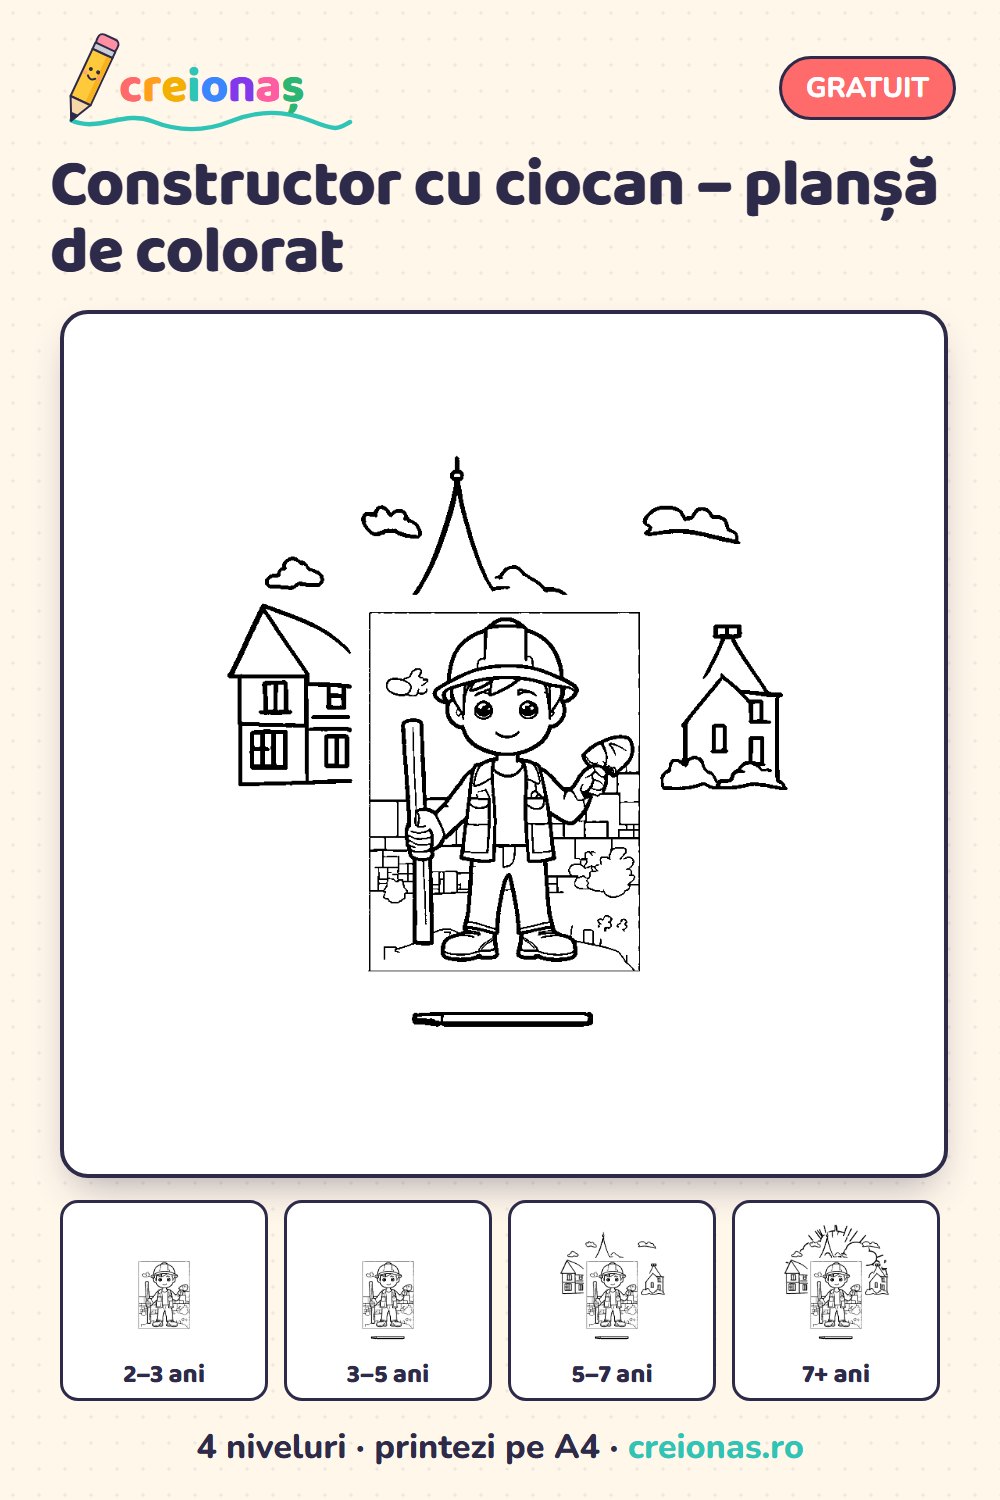 creionaș
GRATUIT
Constructor cu ciocan – planșă
de colorat
2–3 ani
3–5 ani
5–7 ani
7+ ani
4 niveluri · printezi pe A4 · creionas.ro